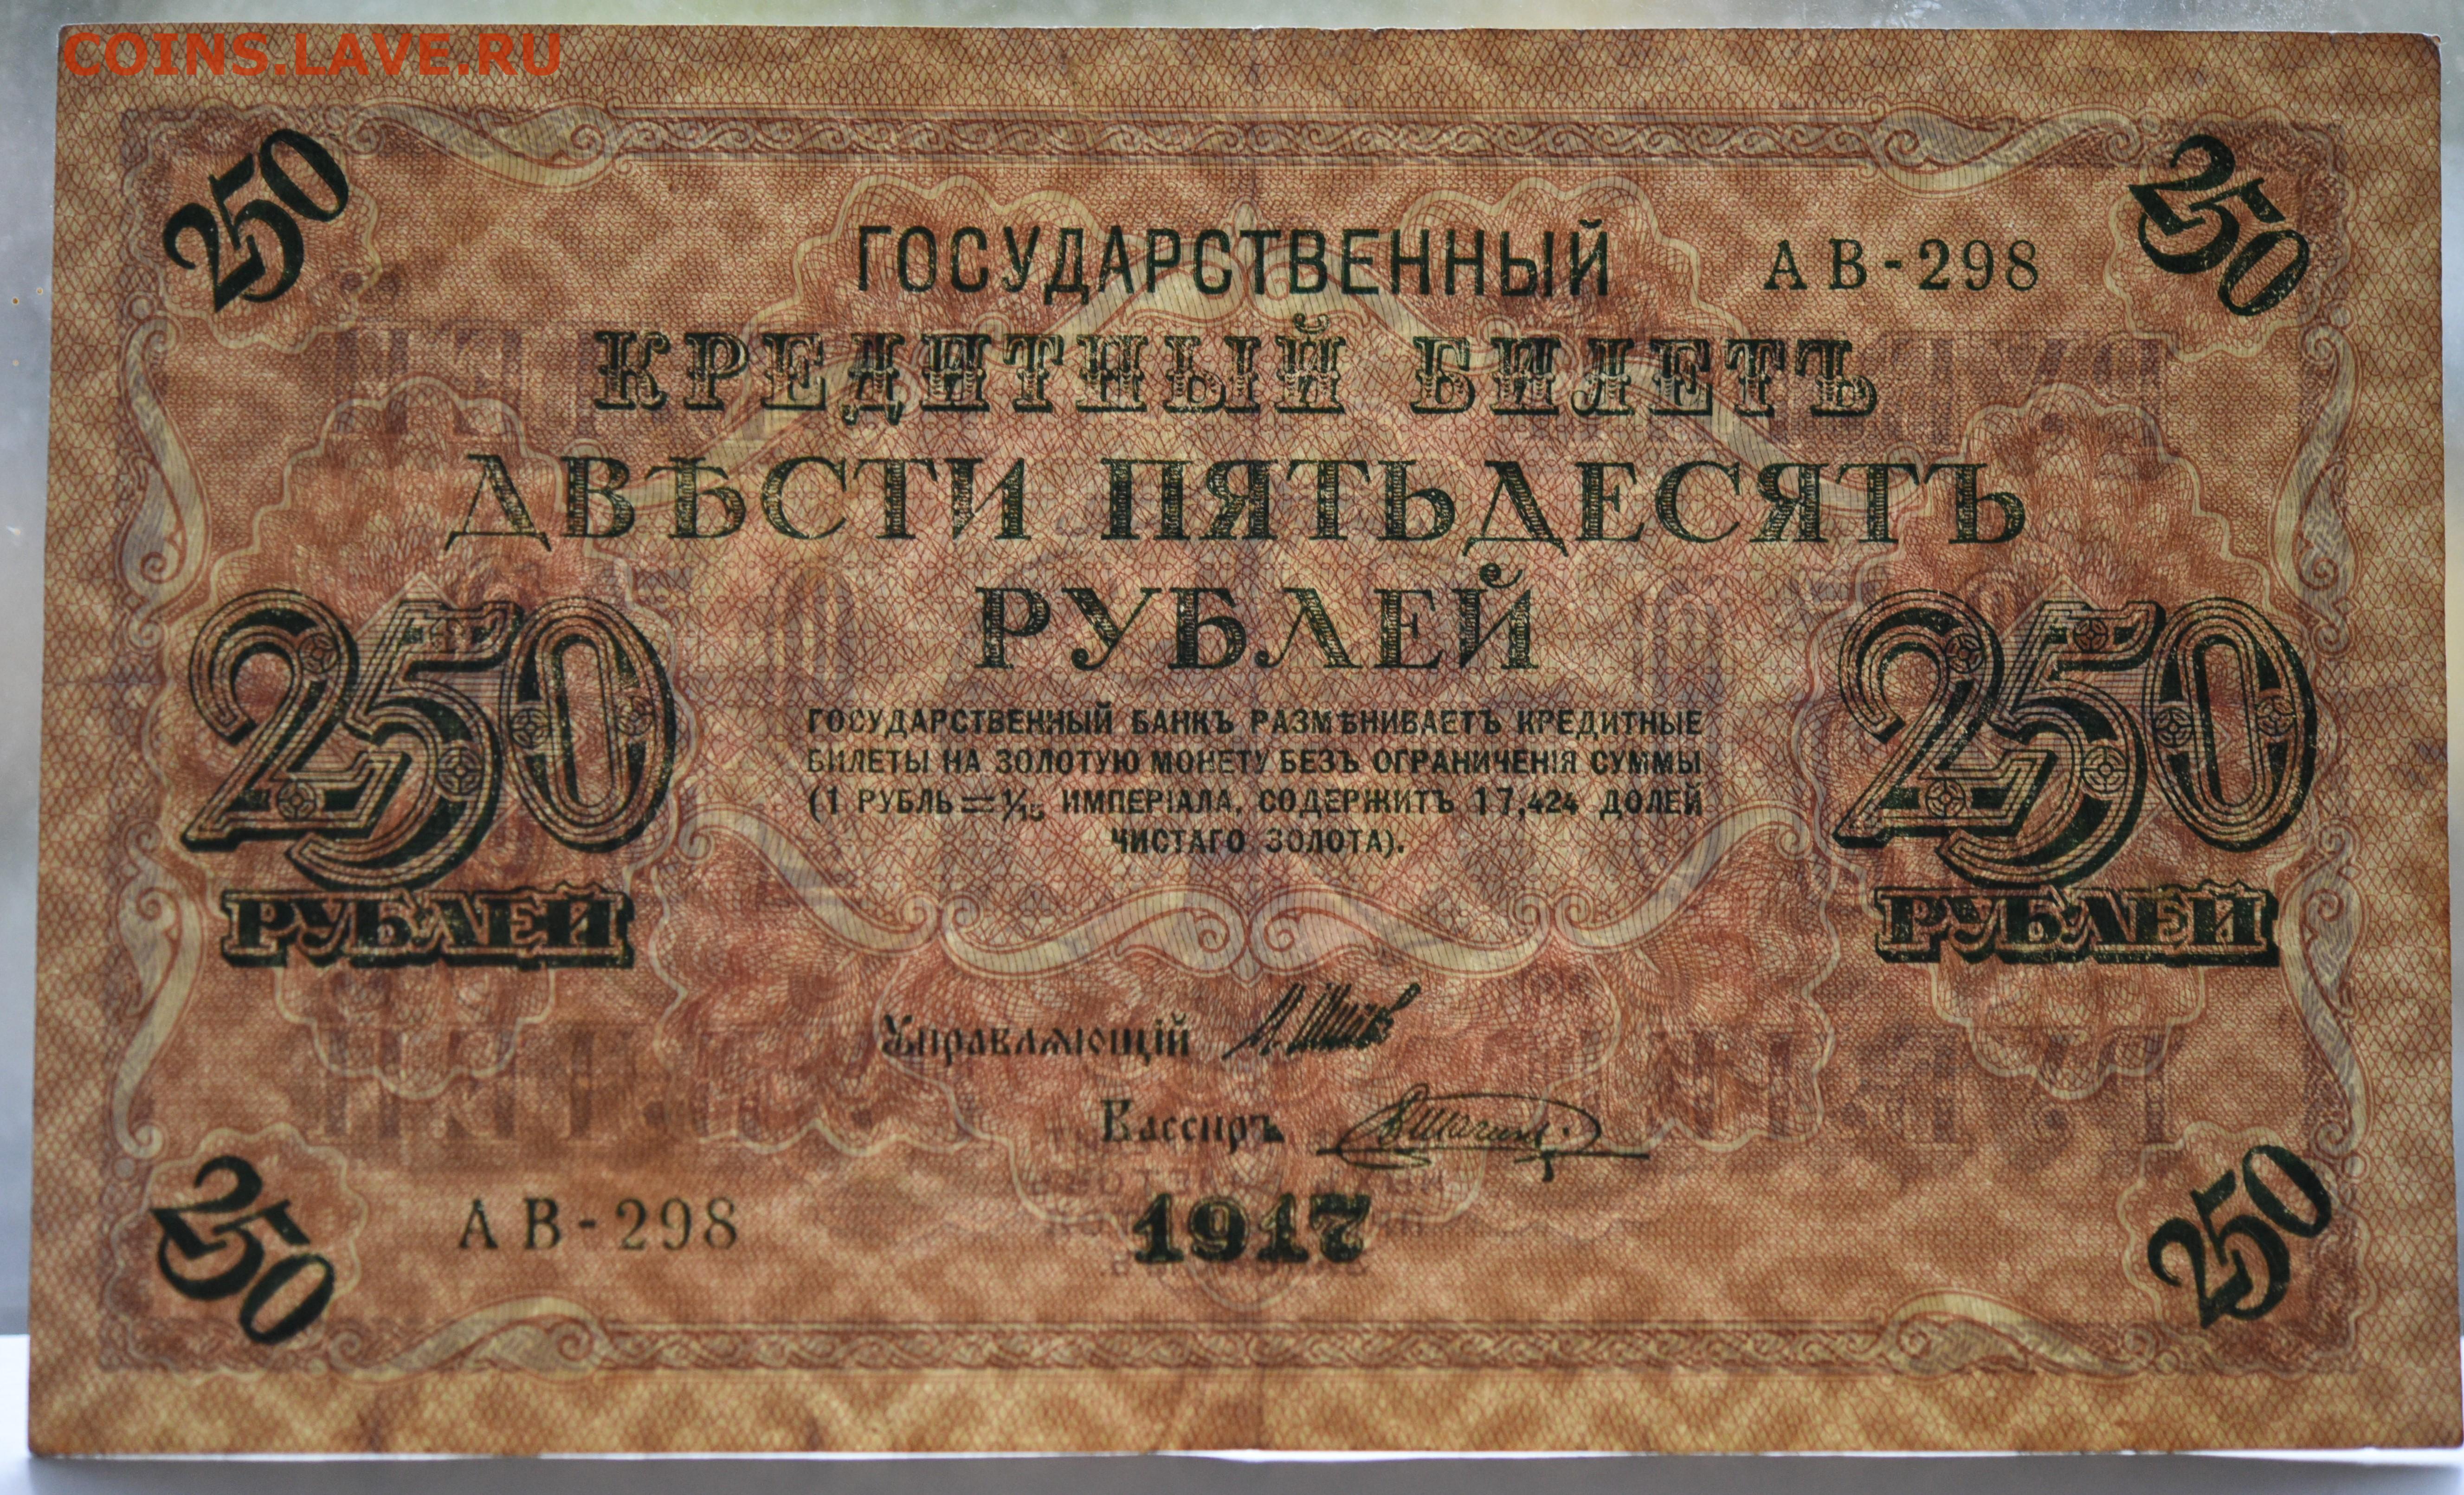 COINS.LAVE.RU
250
250
ГОСУДАРСТВЕННЫЙ
АВ-298
КРЕДИТНЫЙ БИЛЕТЪ
ДВѢСТИ ПЯТЬДЕСЯТЪ
РУБЛЕЙ
250
РУБЛЕЙ
250
РУБЛЕЙ
ГОСУДАРСТВЕННЫЙ БАНКЪ РАЗМѢНИВАЕТЪ КРЕДИТНЫЕ
БИЛЕТЫ НА ЗОЛОТУЮ МОНЕТУ БЕЗЪ ОГРАНИЧЕНІЯ СУММЫ
(1 РУБЛЬ = 1/15 ИМПЕРІАЛА, СОДЕРЖИТЪ 17,424 ДОЛЕЙ
ЧИСТАГО ЗОЛОТА).
Управляющій
Кассиръ
АВ-298
1917
250
250